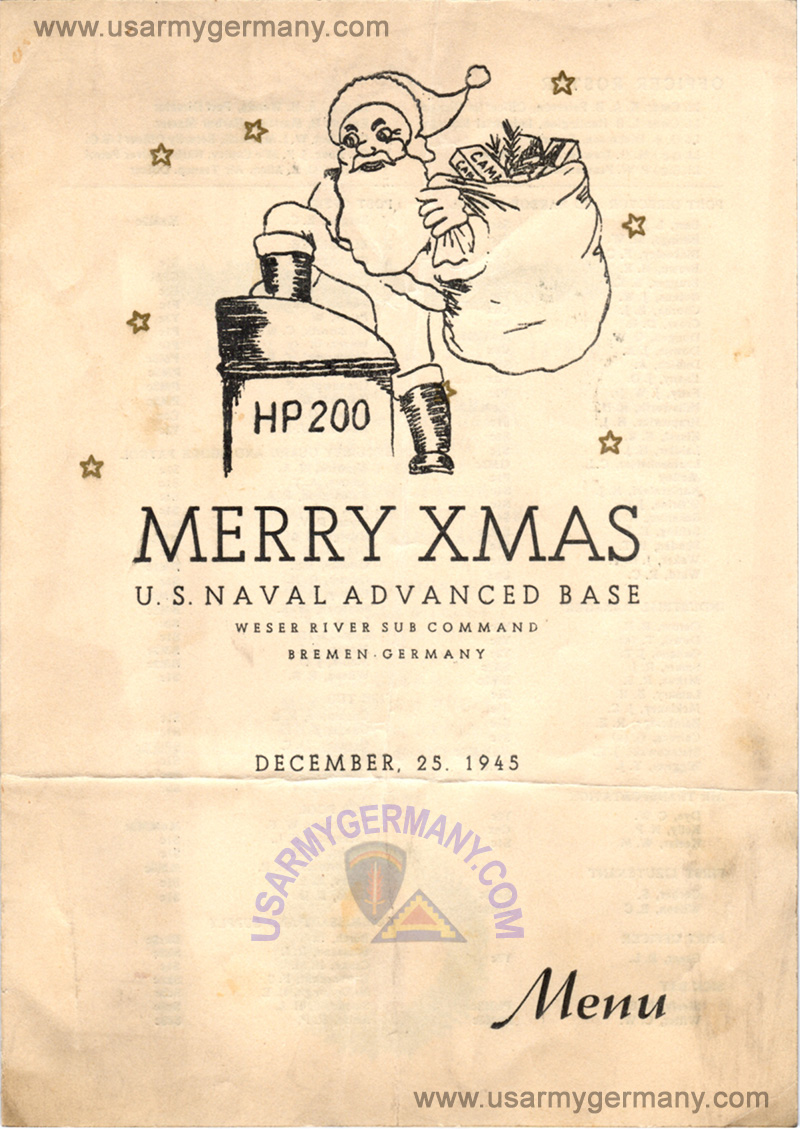 www.usarmygermany.com
CAME
CAM
HP 200
MERRY XMAS
U. S. NAVAL ADVANCED BASE
WESER RIVER SUB COMMAND
BREMEN-GERMANY
DECEMBER, 25. 1945
USARMYGERMANY.COM
Menu
www.usarmygermany.com